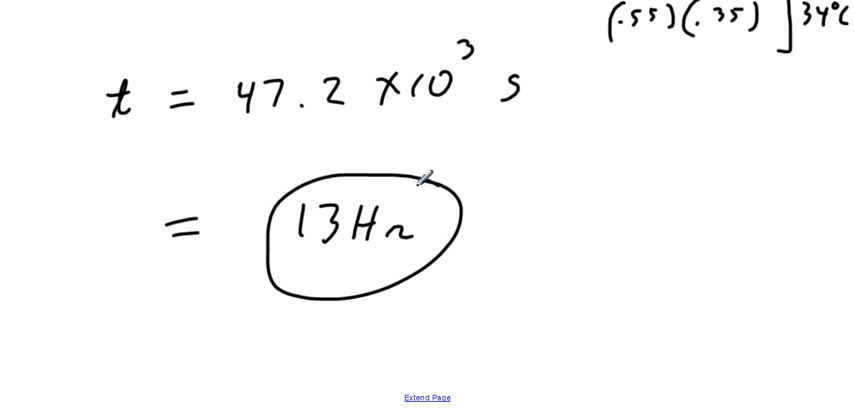 (.55)(.35) ] 34°C
t = 47.2 ×10³ s
= 13Hr
Extend Page